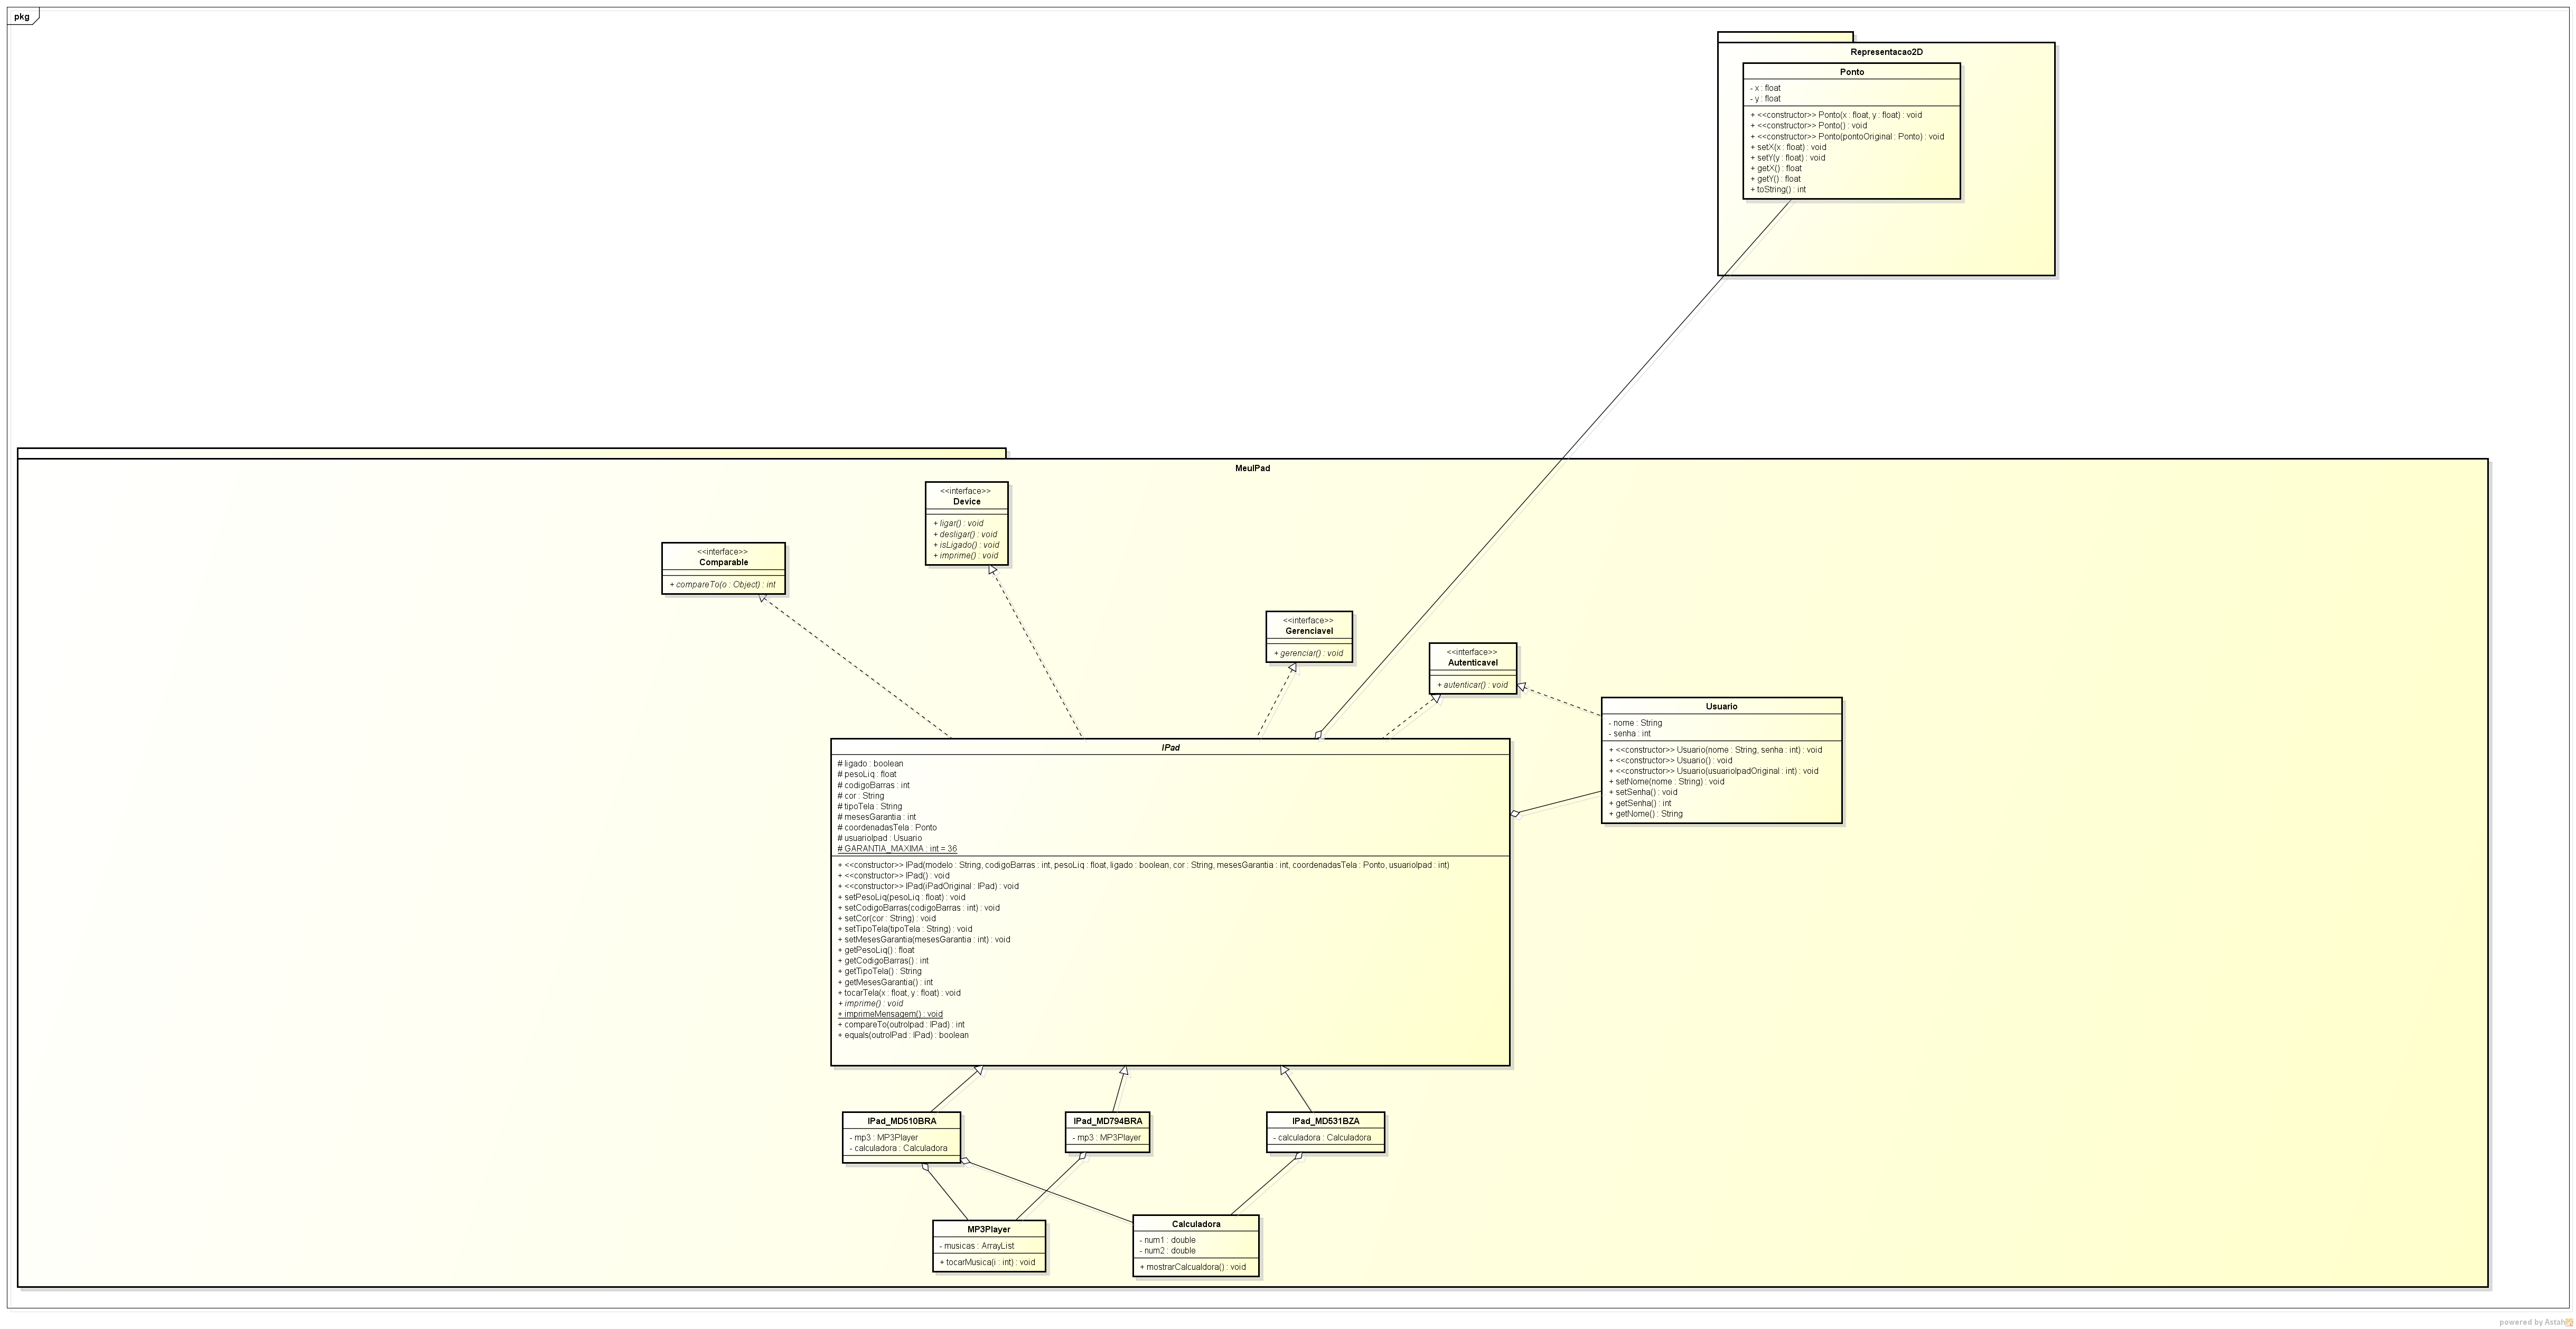 pkg
Representacao2D
Ponto
- x : float
- y : float
+ <<constructor>> Ponto(x : float, y : float) : void
+ <<constructor>> Ponto() : void
+ <<constructor>> Ponto(pontoOriginal : Ponto) : void
+ setX(x : float) : void
+ setY(y : float) : void
+ getX() : float
+ getY() : float
+ toString() : int
MeuIPad
<<interface>>
Device
+ ligar() : void
+ desligar() : void
+ isLigado() : void
+ imprime() : void
<<interface>>
Comparable
+ compareTo(o : Object) : int
<<interface>>
Gerenciavel
+ gerenciar() : void
<<interface>>
Autenticavel
+ autenticar() : void
Usuario
- nome : String
- senha : int
+ <<constructor>> Usuario(nome : String, senha : int) : void
+ <<constructor>> Usuario() : void
+ <<constructor>> Usuario(usuarioIpadOriginal : int) : void
+ setNome(nome : String) : void
+ setSenha() : void
+ getSenha() : int
+ getNome() : String
IPad
# ligado : boolean
# pesoLiq : float
# codigoBarras : int
# cor : String
# tipoTela : String
# mesesGarantia : int
# coordenadasTela : Ponto
# usuarioIpad : Usuario
# GARANTIA_MAXIMA : int = 36
+ <<constructor>> IPad(modelo : String, codigoBarras : int, pesoLiq : float, ligado : boolean, cor : String, mesesGarantia : int, coordenadasTela : Ponto, usuarioIpad : int)
+ <<constructor>> IPad() : void
+ <<constructor>> IPad(iPadOriginal : IPad) : void
+ setPesoLiq(pesoLiq : float) : void
+ setCodigoBarras(codigoBarras : int) : void
+ setCor(cor : String) : void
+ setTipoTela(tipoTela : String) : void
+ setMesesGarantia(mesesGarantia : int) : void
+ getPesoLiq() : float
+ getCodigoBarras() : int
+ getTipoTela() : String
+ getMesesGarantia() : int
+ tocarTela(x : float, y : float) : void
+ imprime() : void
+ imprimeMensagem() : void
+ compareTo(outroIpad : IPad) : int
+ equals(outroIPad : IPad) : boolean
IPad_MD510BRA
- mp3 : MP3Player
- calculadora : Calculadora
IPad_MD794BRA
- mp3 : MP3Player
IPad_MD531BZA
- calculadora : Calculadora
MP3Player
- musicas : ArrayList
+ tocarMusica(i : int) : void
Calculadora
- num1 : double
- num2 : double
+ mostrarCalcualdora() : void
powered by Astah